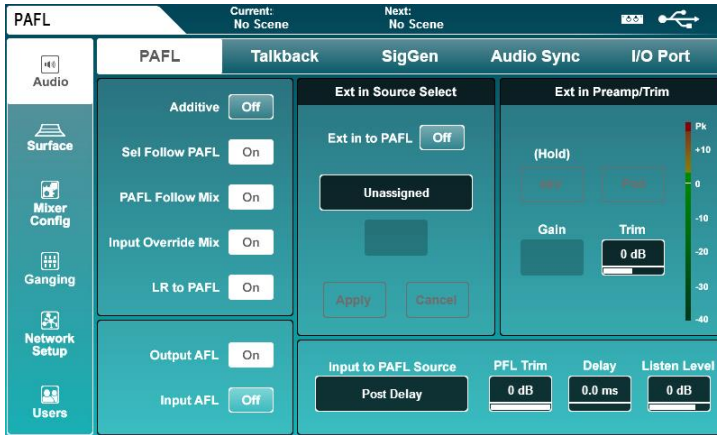 PAFL
Current:
No Scene
Next:
No Scene
Audio
Surface
Mixer
Config
Ganging
Network
Setup
Users
PAFL
Talkback
SigGen
Audio Sync
I/O Port
Additive
Off
Sel Follow PAFL
On
PAFL Follow Mix
On
Input Override Mix
On
LR to PAFL
On
Output AFL
On
Input AFL
Off
Ext in Source Select
Ext in to PAFL
Off
Unassigned
Apply
Cancel
Ext in Preamp/Trim
(Hold)
Gain
Trim
0 dB
Pk
+10
0
-10
-20
-30
-40
Input to PAFL Source
Post Delay
PFL Trim
0 dB
Delay
0.0 ms
Listen Level
0 dB